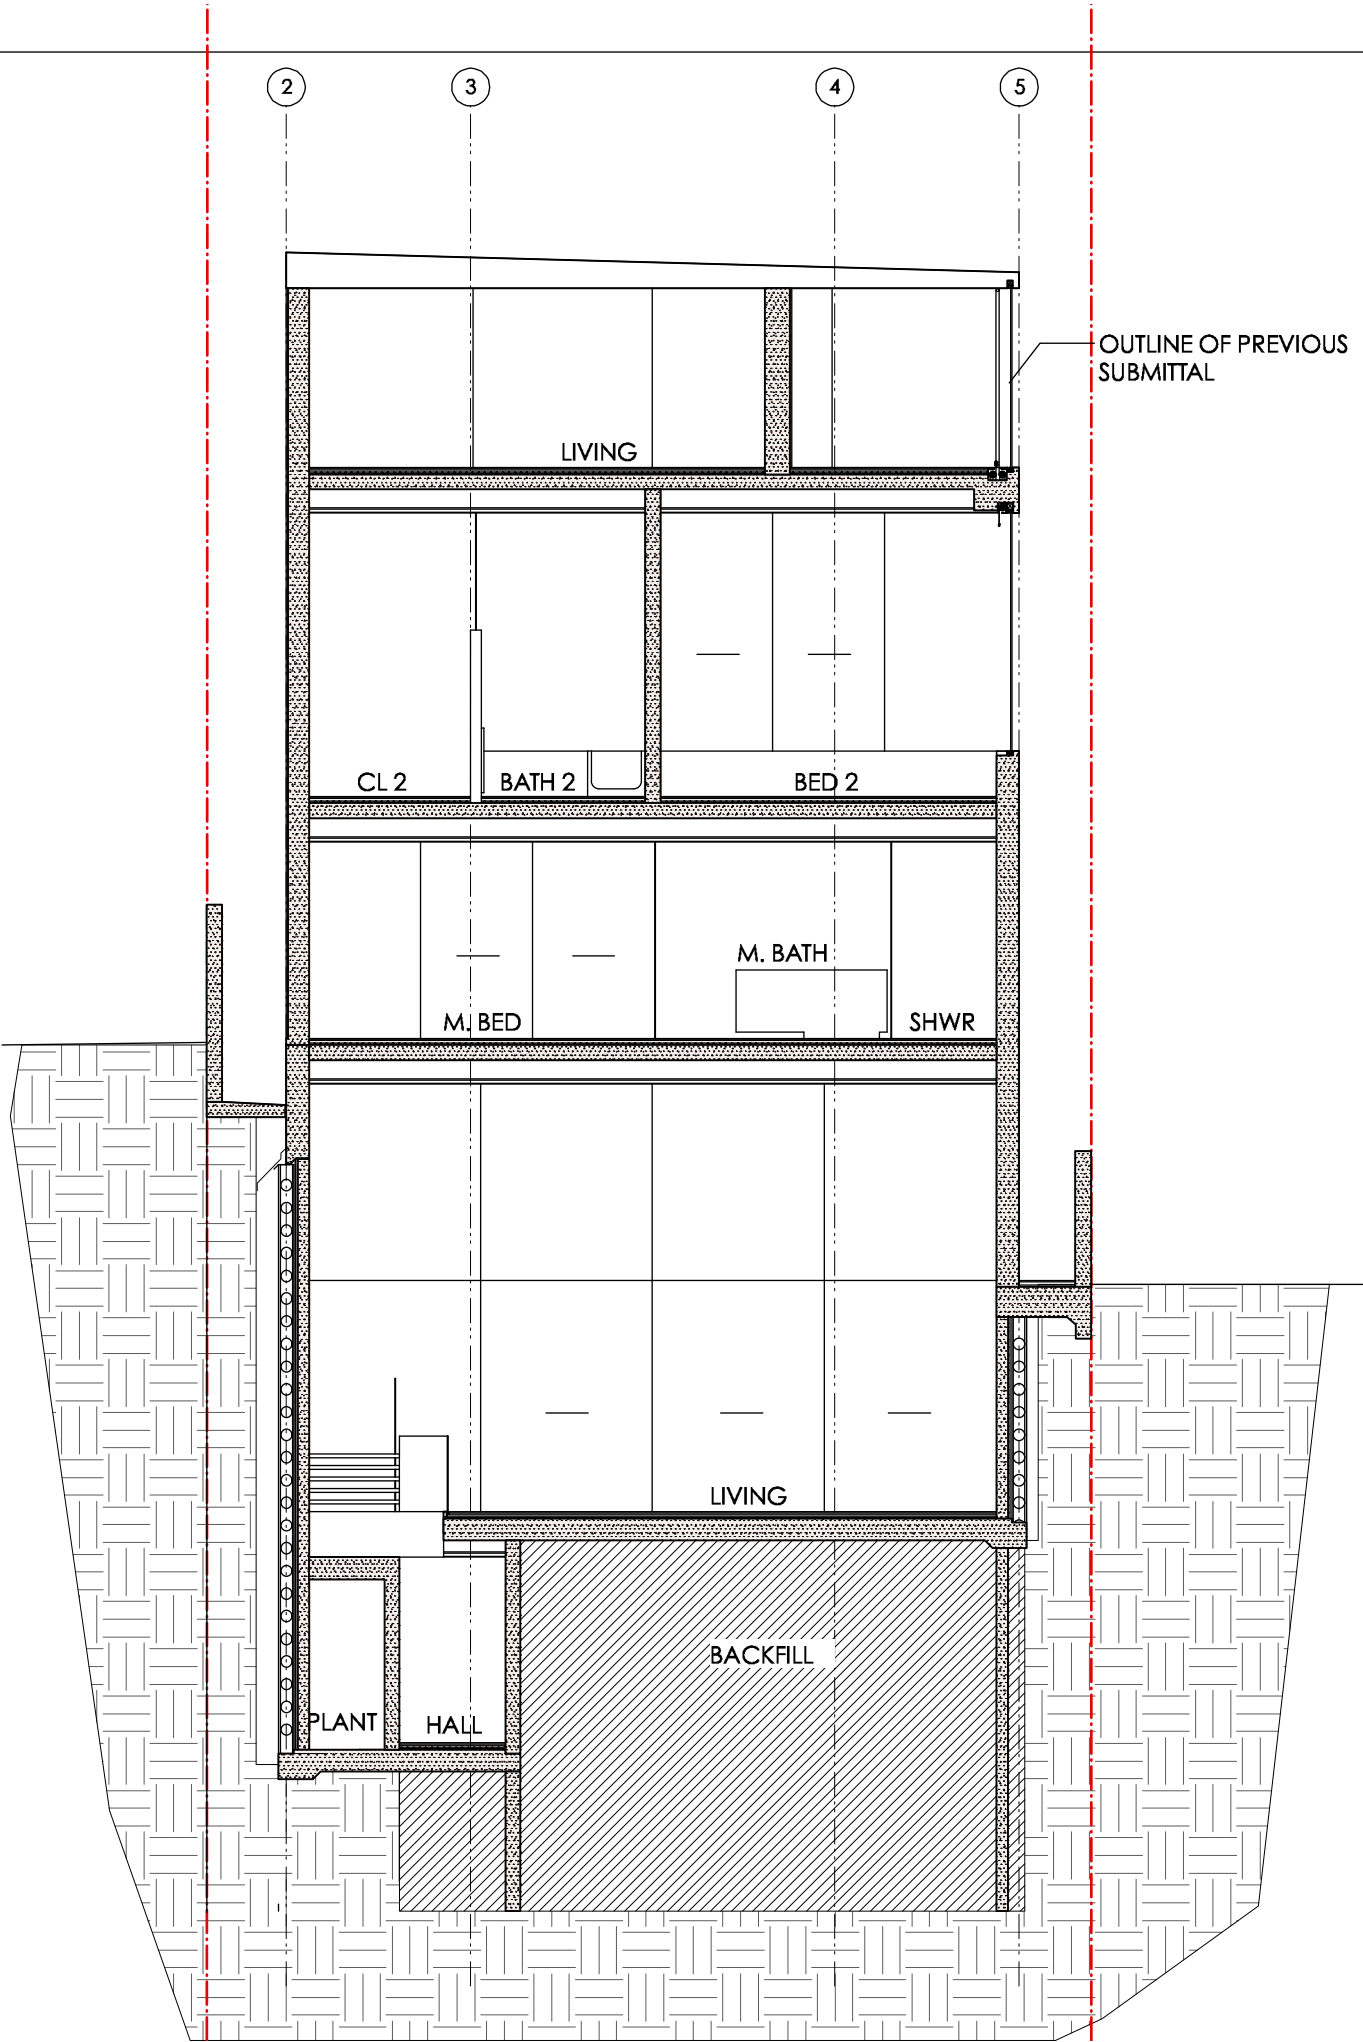 2
3
4
5
OUTLINE OF PREVIOUS
SUBMITTAL
LIVING
CL 2
BATH 2
BED 2
M. BATH
M. BED
SHWR
LIVING
BACKFILL
PLANT
HALL